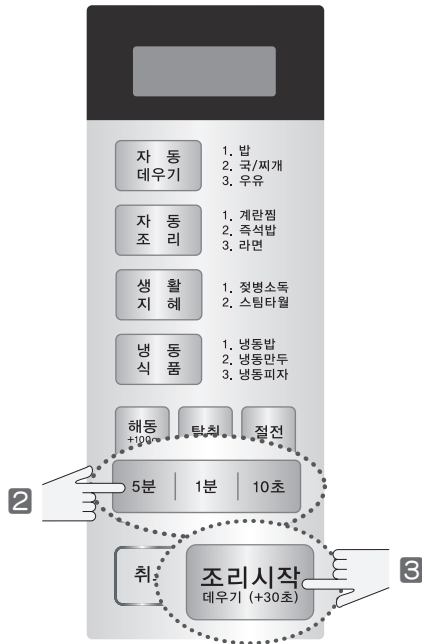 자 동
데우기
1. 밥
2. 국/찌개
3. 우유
자 동
조 리
1. 계란찜
2. 즉석밥
3. 라면
생 활
지 혜
1. 젖병소독
2. 스팀타월
냉 동
식 품
1. 냉동밥
2. 냉동만두
3. 냉동피자
해동
+100g
탈취
절전
2
5분
1분
10초
취
조리시작
데우기 (+30초)
3